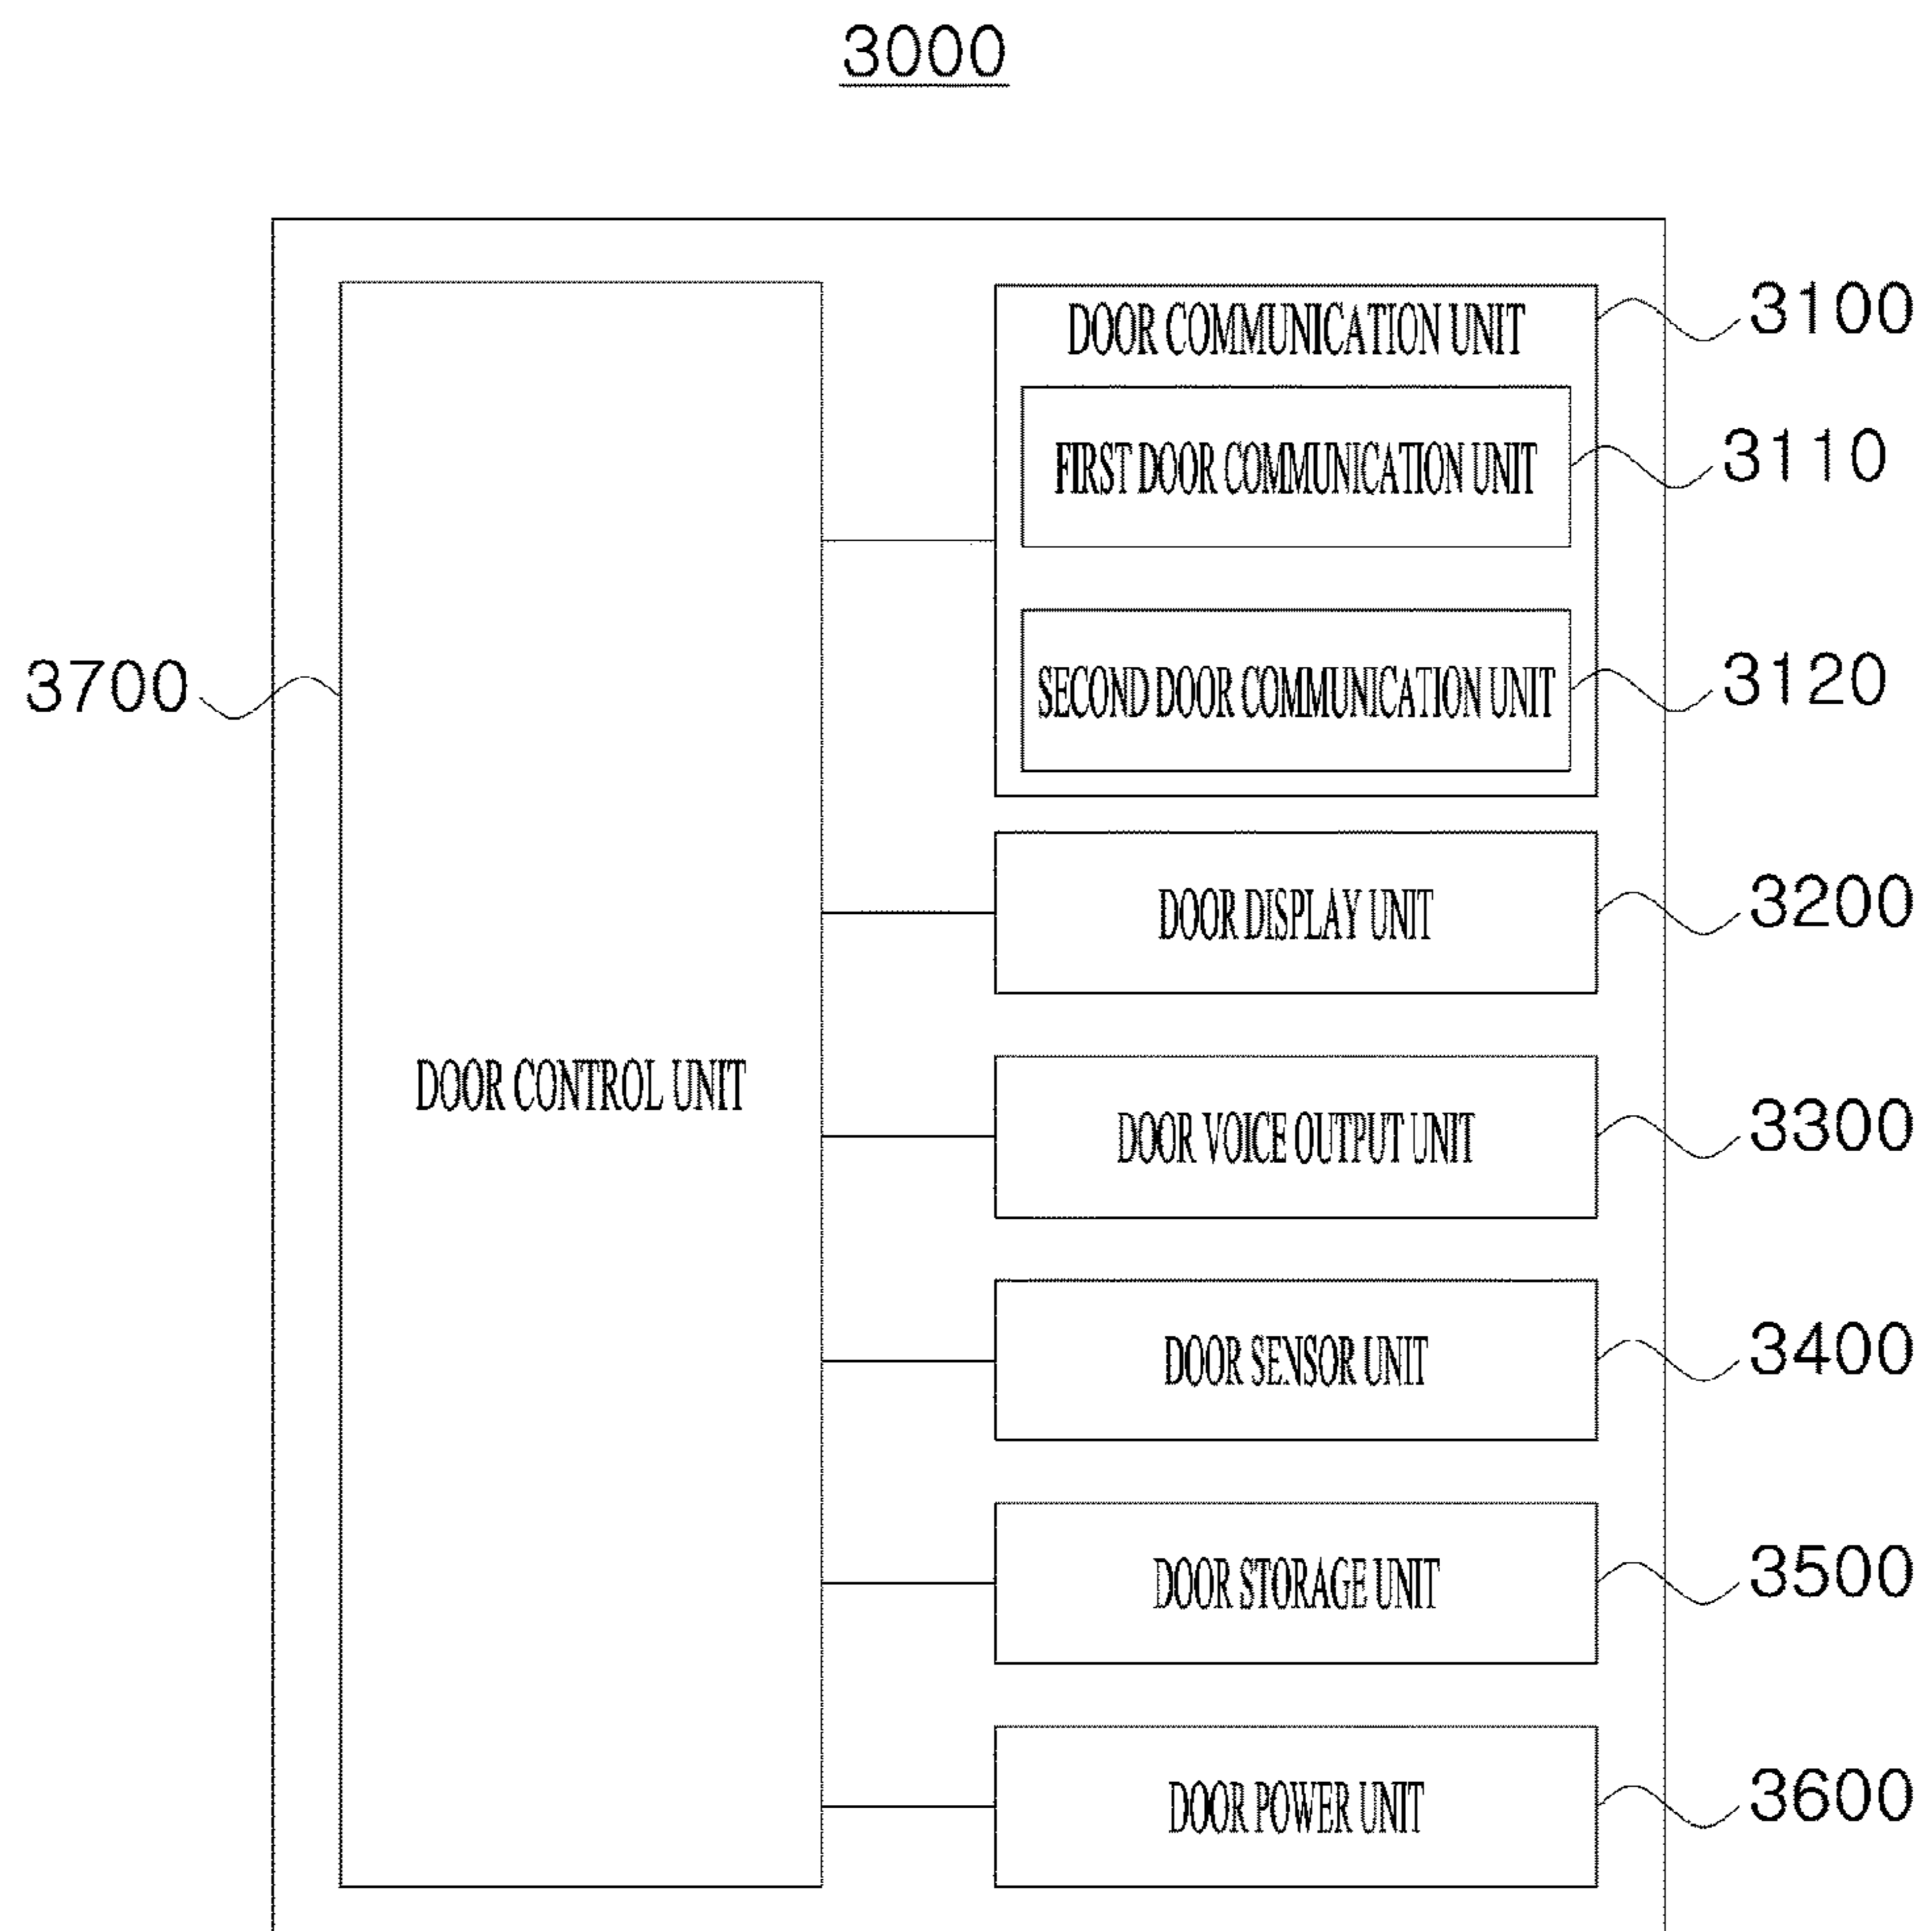 3000
DOOR COMMUNICATION UNIT
3100
FIRST DOOR COMMUNICATION UNIT
3110
SECOND DOOR COMMUNICATION UNIT
3120
3700
DOOR DISPLAY UNIT
3200
DOOR CONTROL UNIT
DOOR VOICE OUTPUT UNIT
3300
DOOR SENSOR UNIT
3400
DOOR STORAGE UNIT
3500
DOOR POWER UNIT
3600